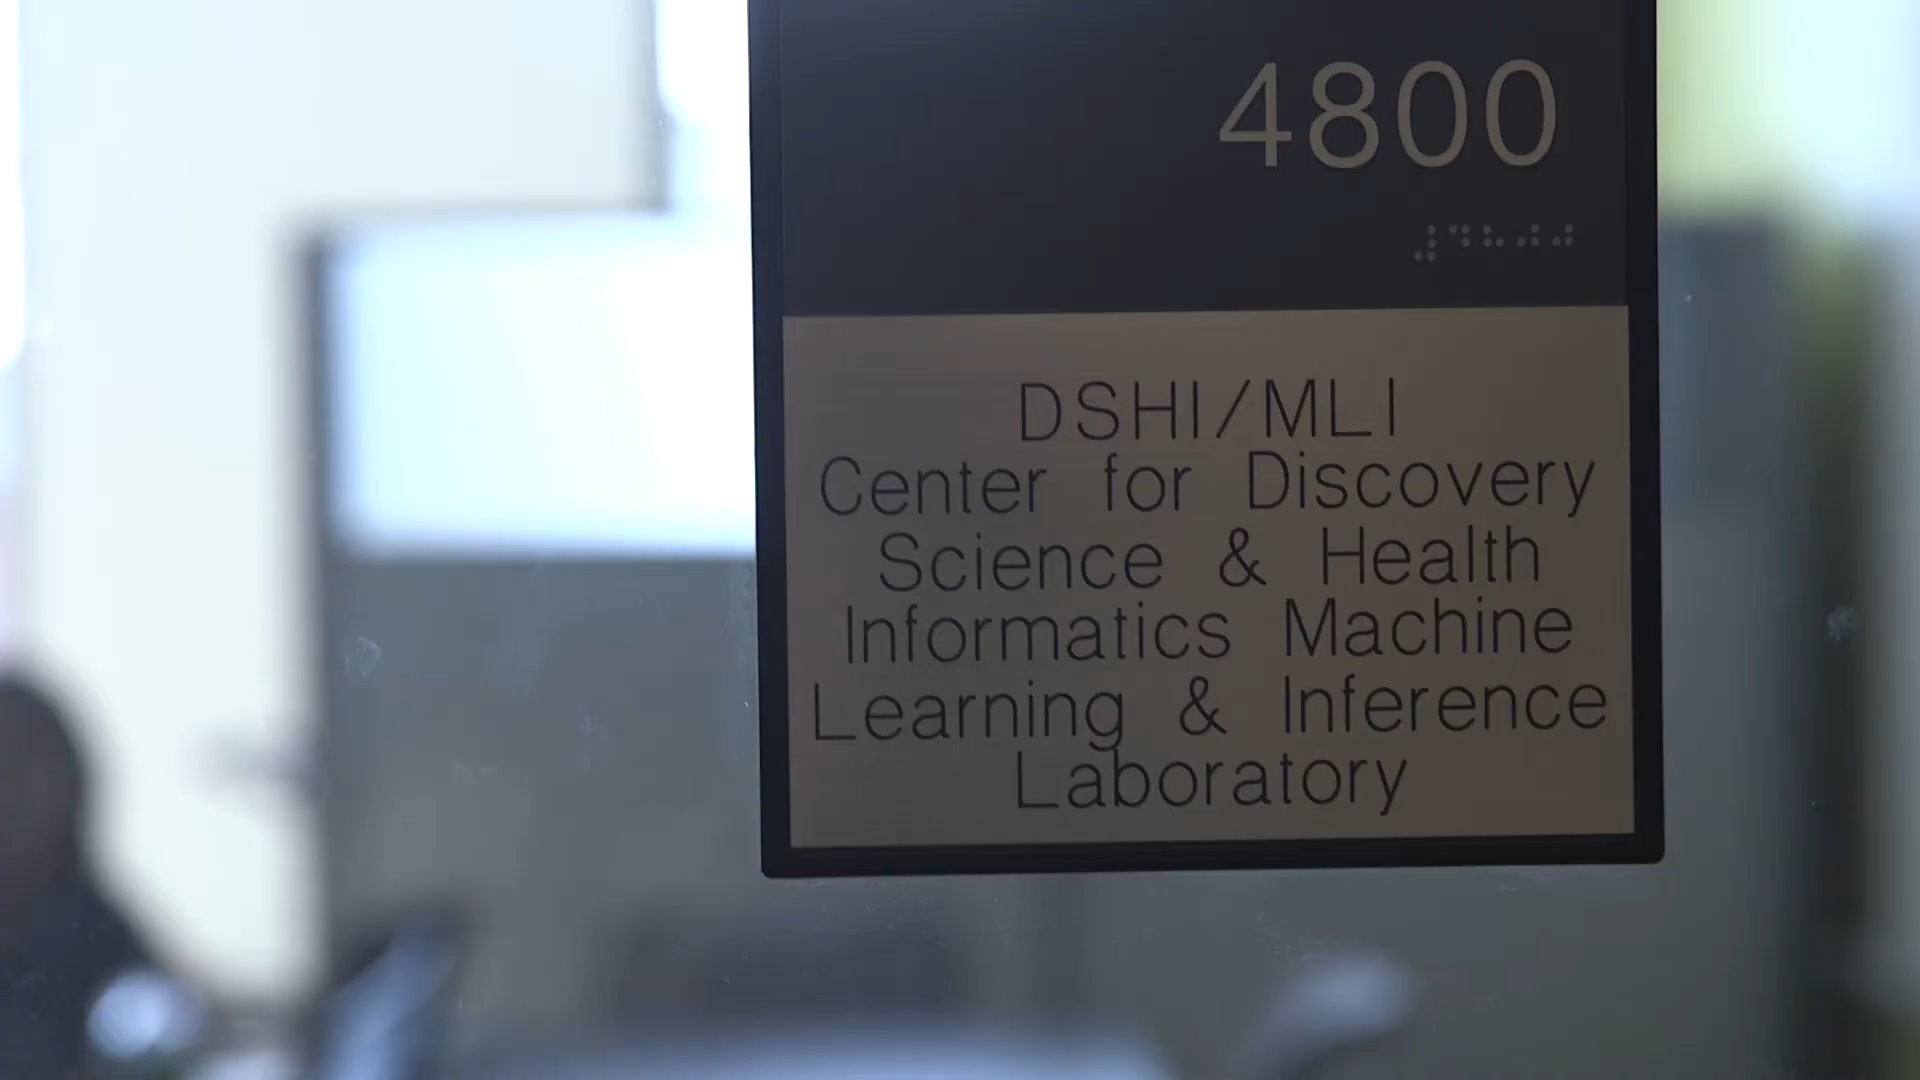 4800
⠼⠙⠓⠚⠚
DSHI/MLI
Center for Discovery
Science & Health
Informatics Machine
Learning & Inference
Laboratory